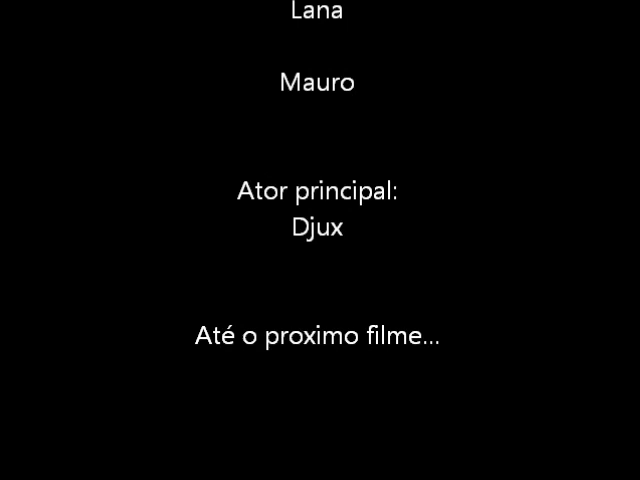 Lana
Mauro
Ator principal:
Djux
Até o proximo filme...